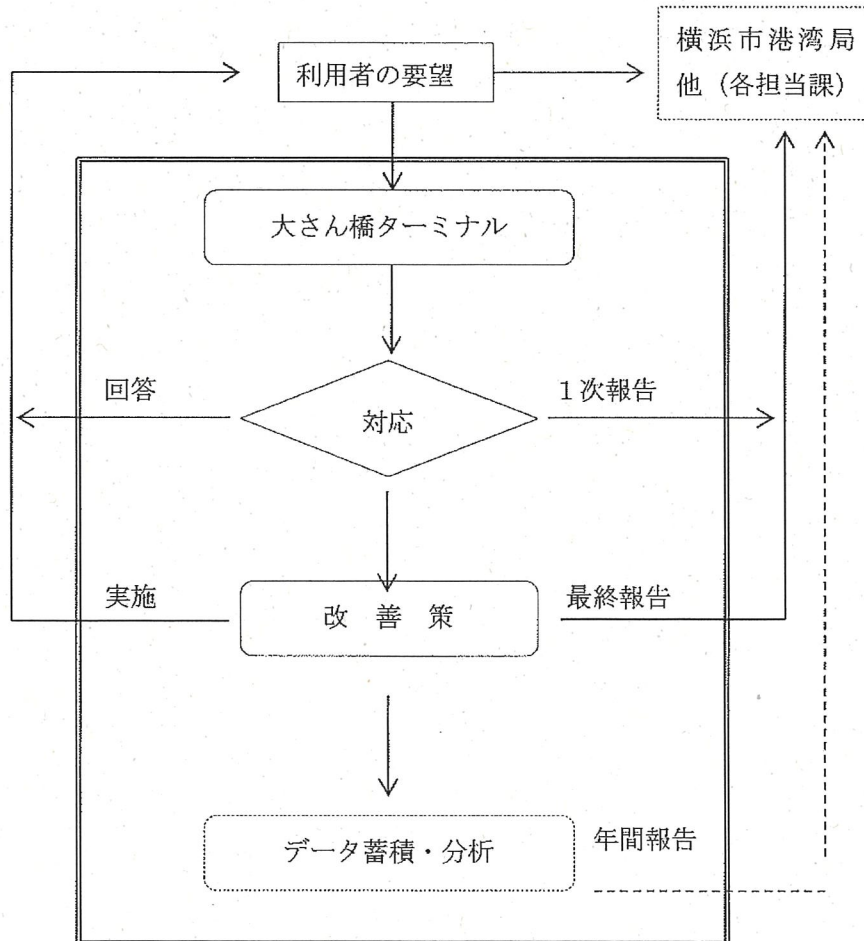 横浜市港湾局
他（各担当課）
利用者の要望
大さん橋ターミナル
回答
対応
１次報告
実施
改善策
最終報告
データ蓄積・分析
年間報告